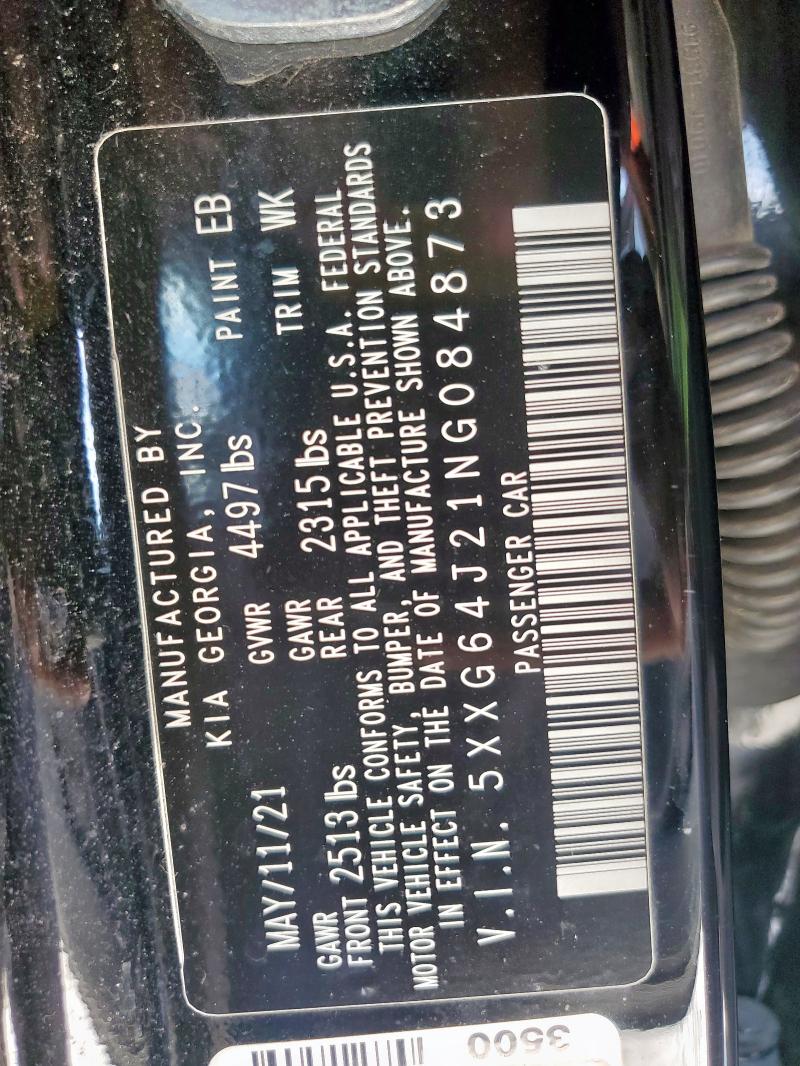 MANUFACTURED BY
KIA GEORGIA, INC.
MAY/11/21 GVWR 4497 lbs PAINT EB
GAWR FRONT 2513 lbs GAWR REAR 2315 lbs TRIM WK
THIS VEHICLE CONFORMS TO ALL APPLICABLE U.S.A. FEDERAL
MOTOR VEHICLE SAFETY, BUMPER, AND THEFT PREVENTION STANDARDS
IN EFFECT ON THE DATE OF MANUFACTURE SHOWN ABOVE.
V.I.N. 5XXG64J21NG084873
PASSENGER CAR
3500